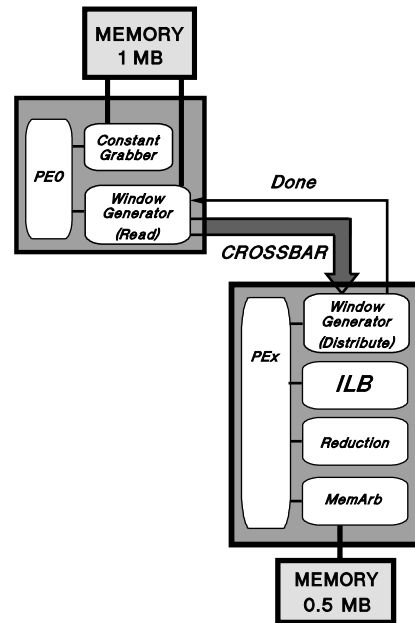 MEMORY
1 MB
Constant
Grabber
PE0
Window
Generator
(Read)
Done
CROSSBAR
Window
Generator
(Distribute)
PEx
ILB
Reduction
MemArb
MEMORY
0.5 MB